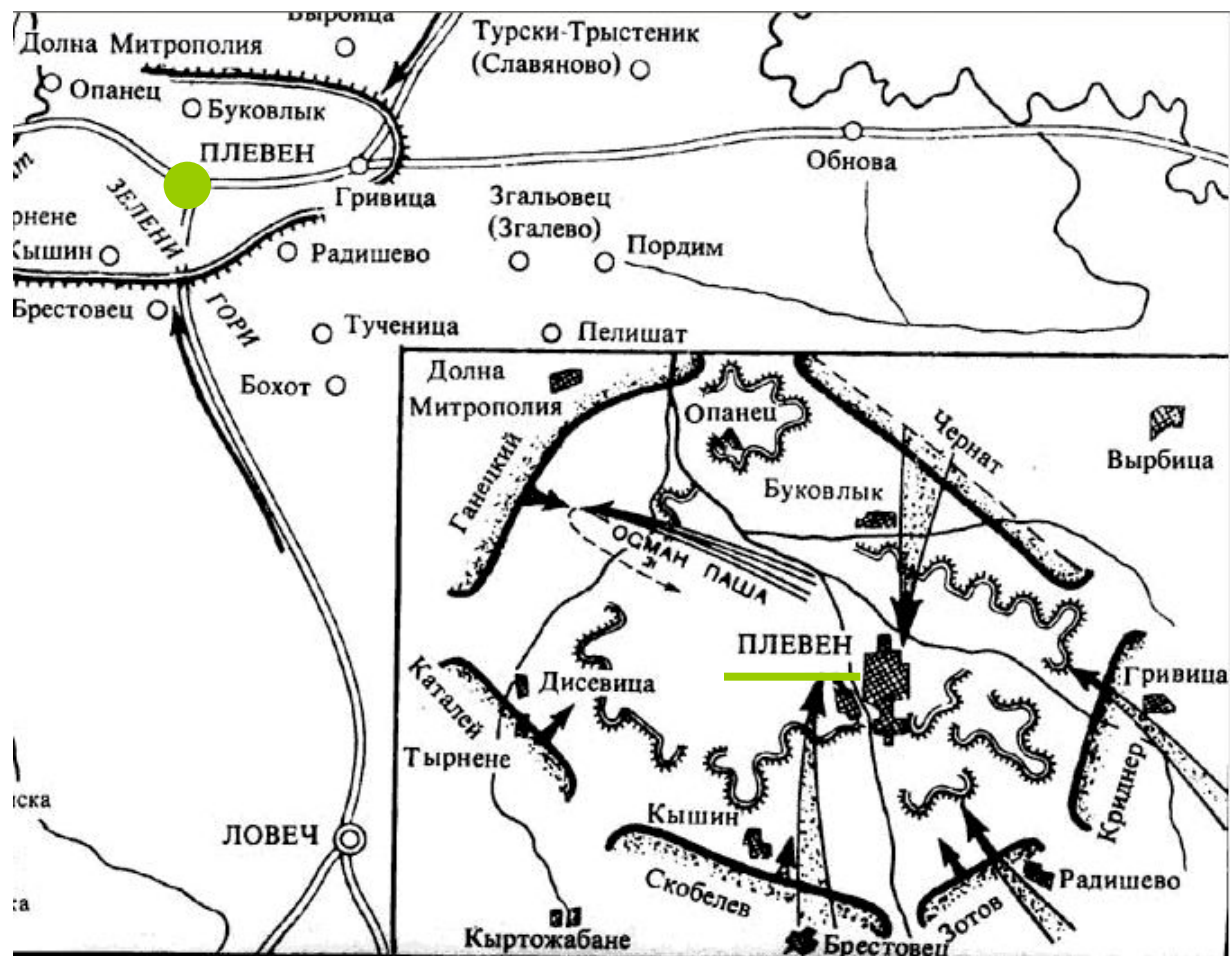 Вырбица
Долна Митрополия
Турски-Трыстеник
(Славяново)
Опанец
Буковлык
ПЛЕВЕН
Обнова
Гривица
Згальовец
(Згалево)
Пордим
ЗЕЛЕНИ
рнене
Кышин
Радишево
Брестовец
ГОРИ
Тученица
Пелишат
Бохот
ЛОВЕЧ
иска
ка
Долна
Митрополия
Опанец
Чернат
Вырбица
Ганецкий
Буковлык
ОСМАН ПАША
ПЛЕВЕН
Гривица
Каталей
Дисевица
Тырнене
Криднер
Кышин
Скобелев
Зотов
Радишево
Кыртожабане
Брестовец